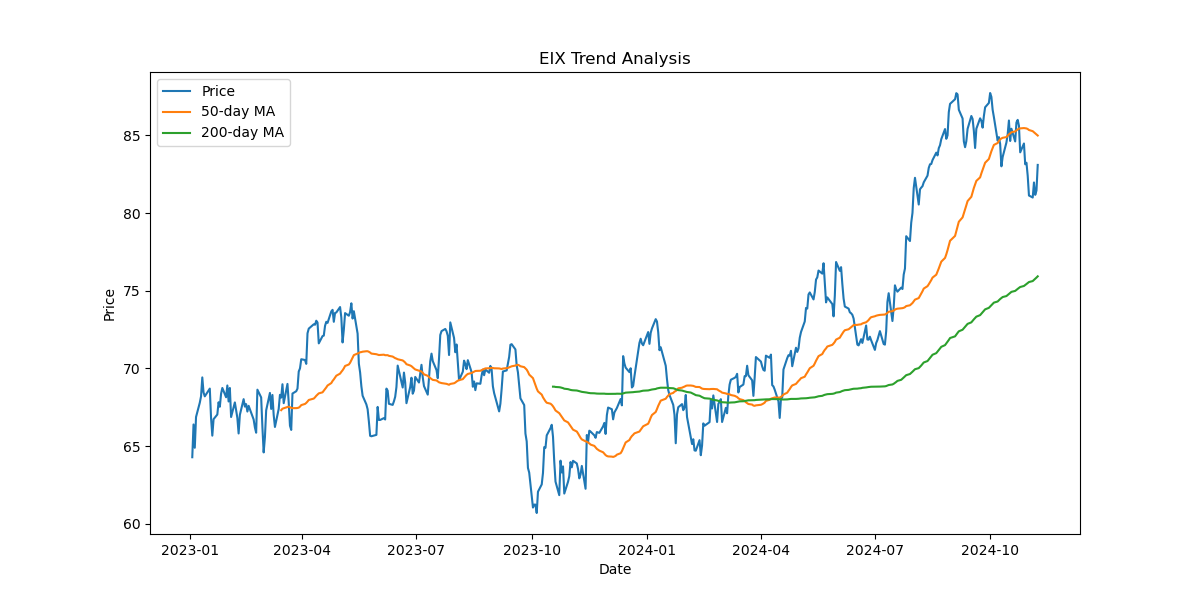 EIX Trend Analysis
Price
50-day MA
200-day MA
85
80
75
70
65
60
Price
2023-01
2023-04
2023-07
2023-10
2024-01
2024-04
2024-07
2024-10
Date